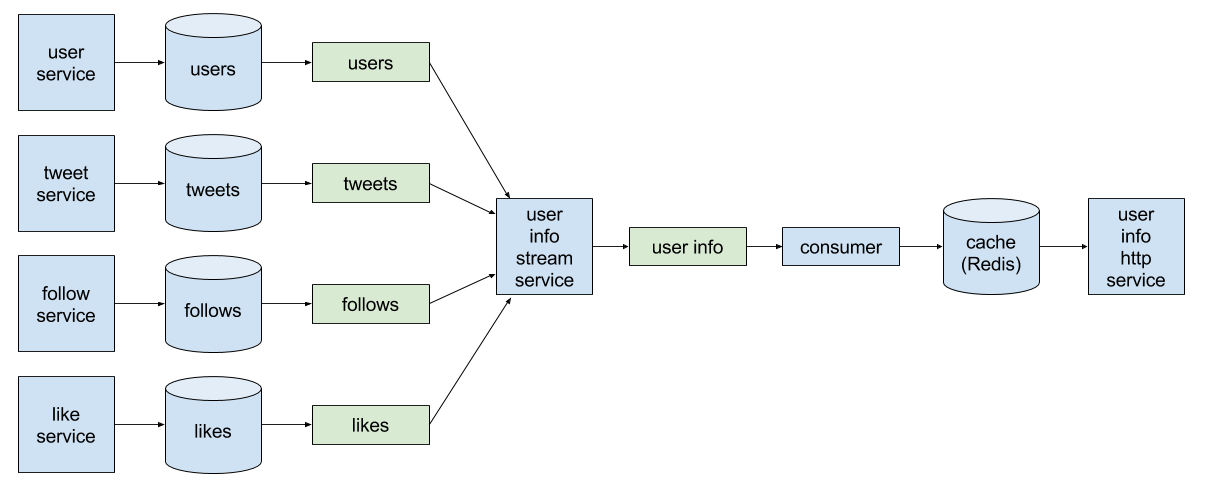 user
service
users
users
tweet
service
tweets
tweets
follow
service
follows
follows
like
service
likes
likes
user
info
stream
service
user info
consumer
cache
(Redis)
user
info
http
service